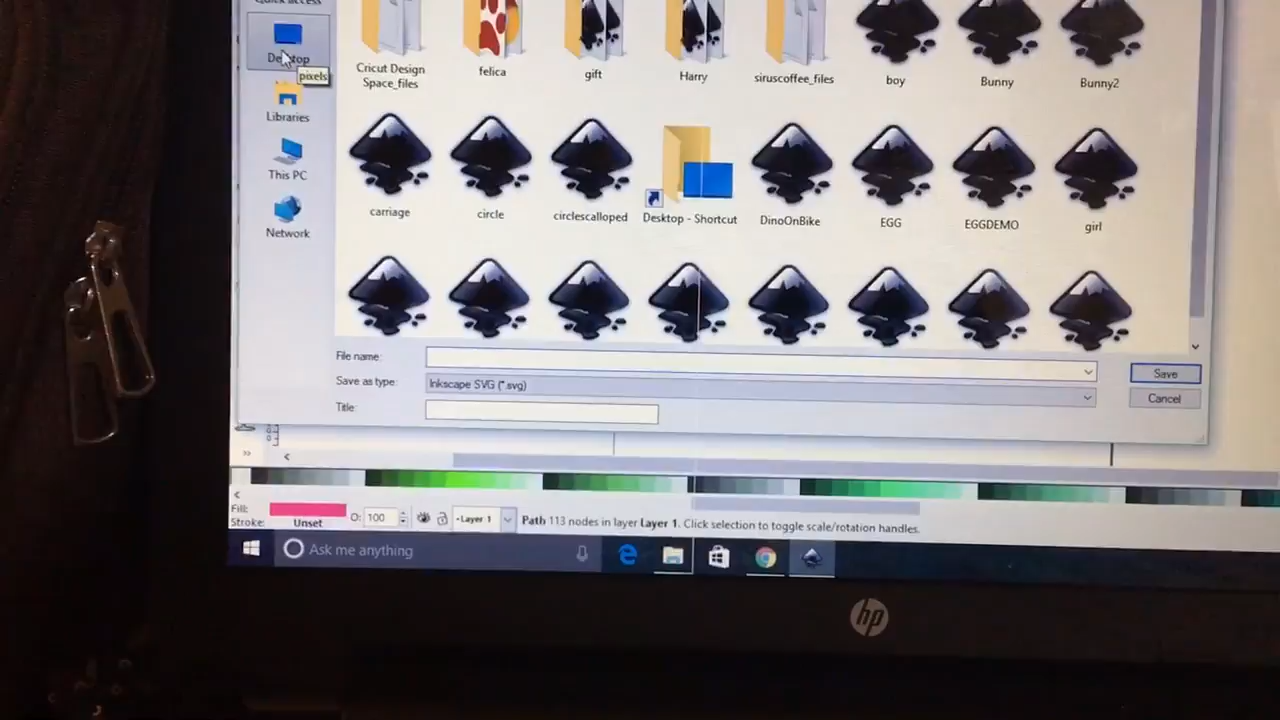 Quick access
Desktop
pixels
Libraries
This PC
Network
Cricut Design
Space_files
felica
gift
Harry
siruscoffee_files
boy
Bunny
Bunny2
carriage
circle
circlescalloped
Desktop - Shortcut
DinoOnBike
EGG
EGGDEMO
girl
File name:
Save as type:
Inkscape SVG (*.svg)
Title:
Save
Cancel
Fill:
Stroke:
Unset
O:
100
Layer 1
Path 113 nodes in layer Layer 1. Click selection to toggle scale/rotation handles.
Ask me anything
hp